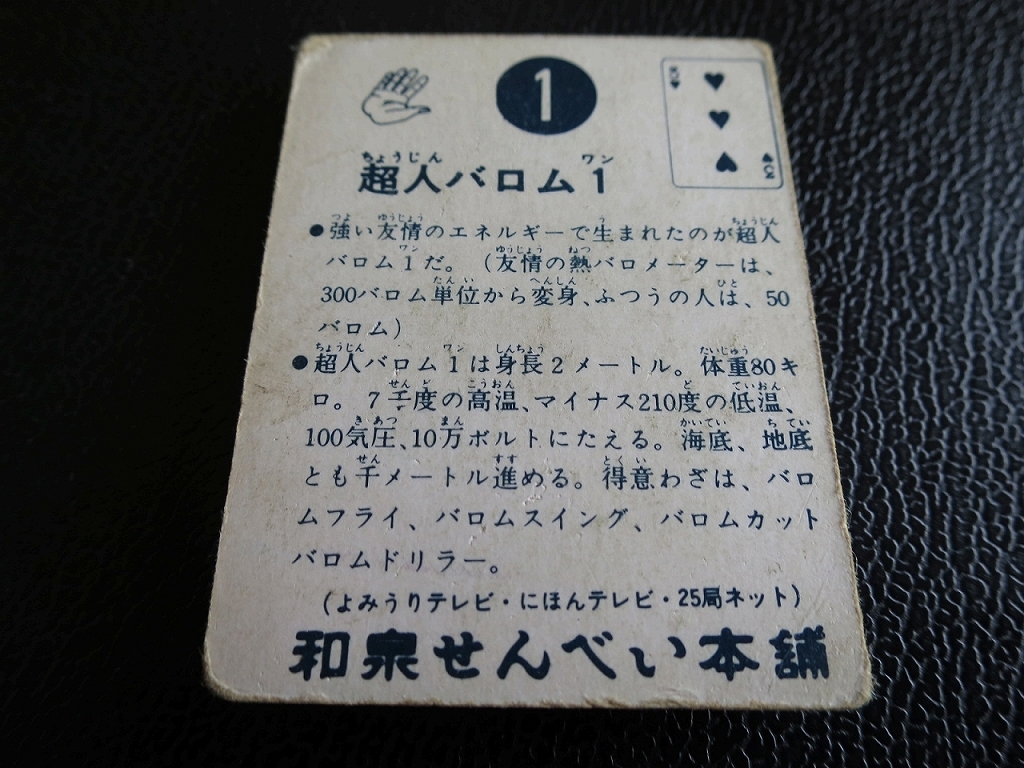 1
超人バロム1
●強い友情のエネルギーで生まれたのが超人
バロム1だ。(友情の熱バロメーターは、
300バロム単位から変身、ふつうの人は、50
バロム)
●超人バロム1は身長2メートル。体重80キ
ロ。7千度の高温、マイナス210度の低温、
100気圧、10万ボルトにたえる。海底、地底
とも千メートル進める。得意わざは、バロ
ムフライ、バロムスイング、バロムカット
バロムドリラー。
(よみうりテレビ・にほんテレビ・25局ネット)
和泉せんべい本舗